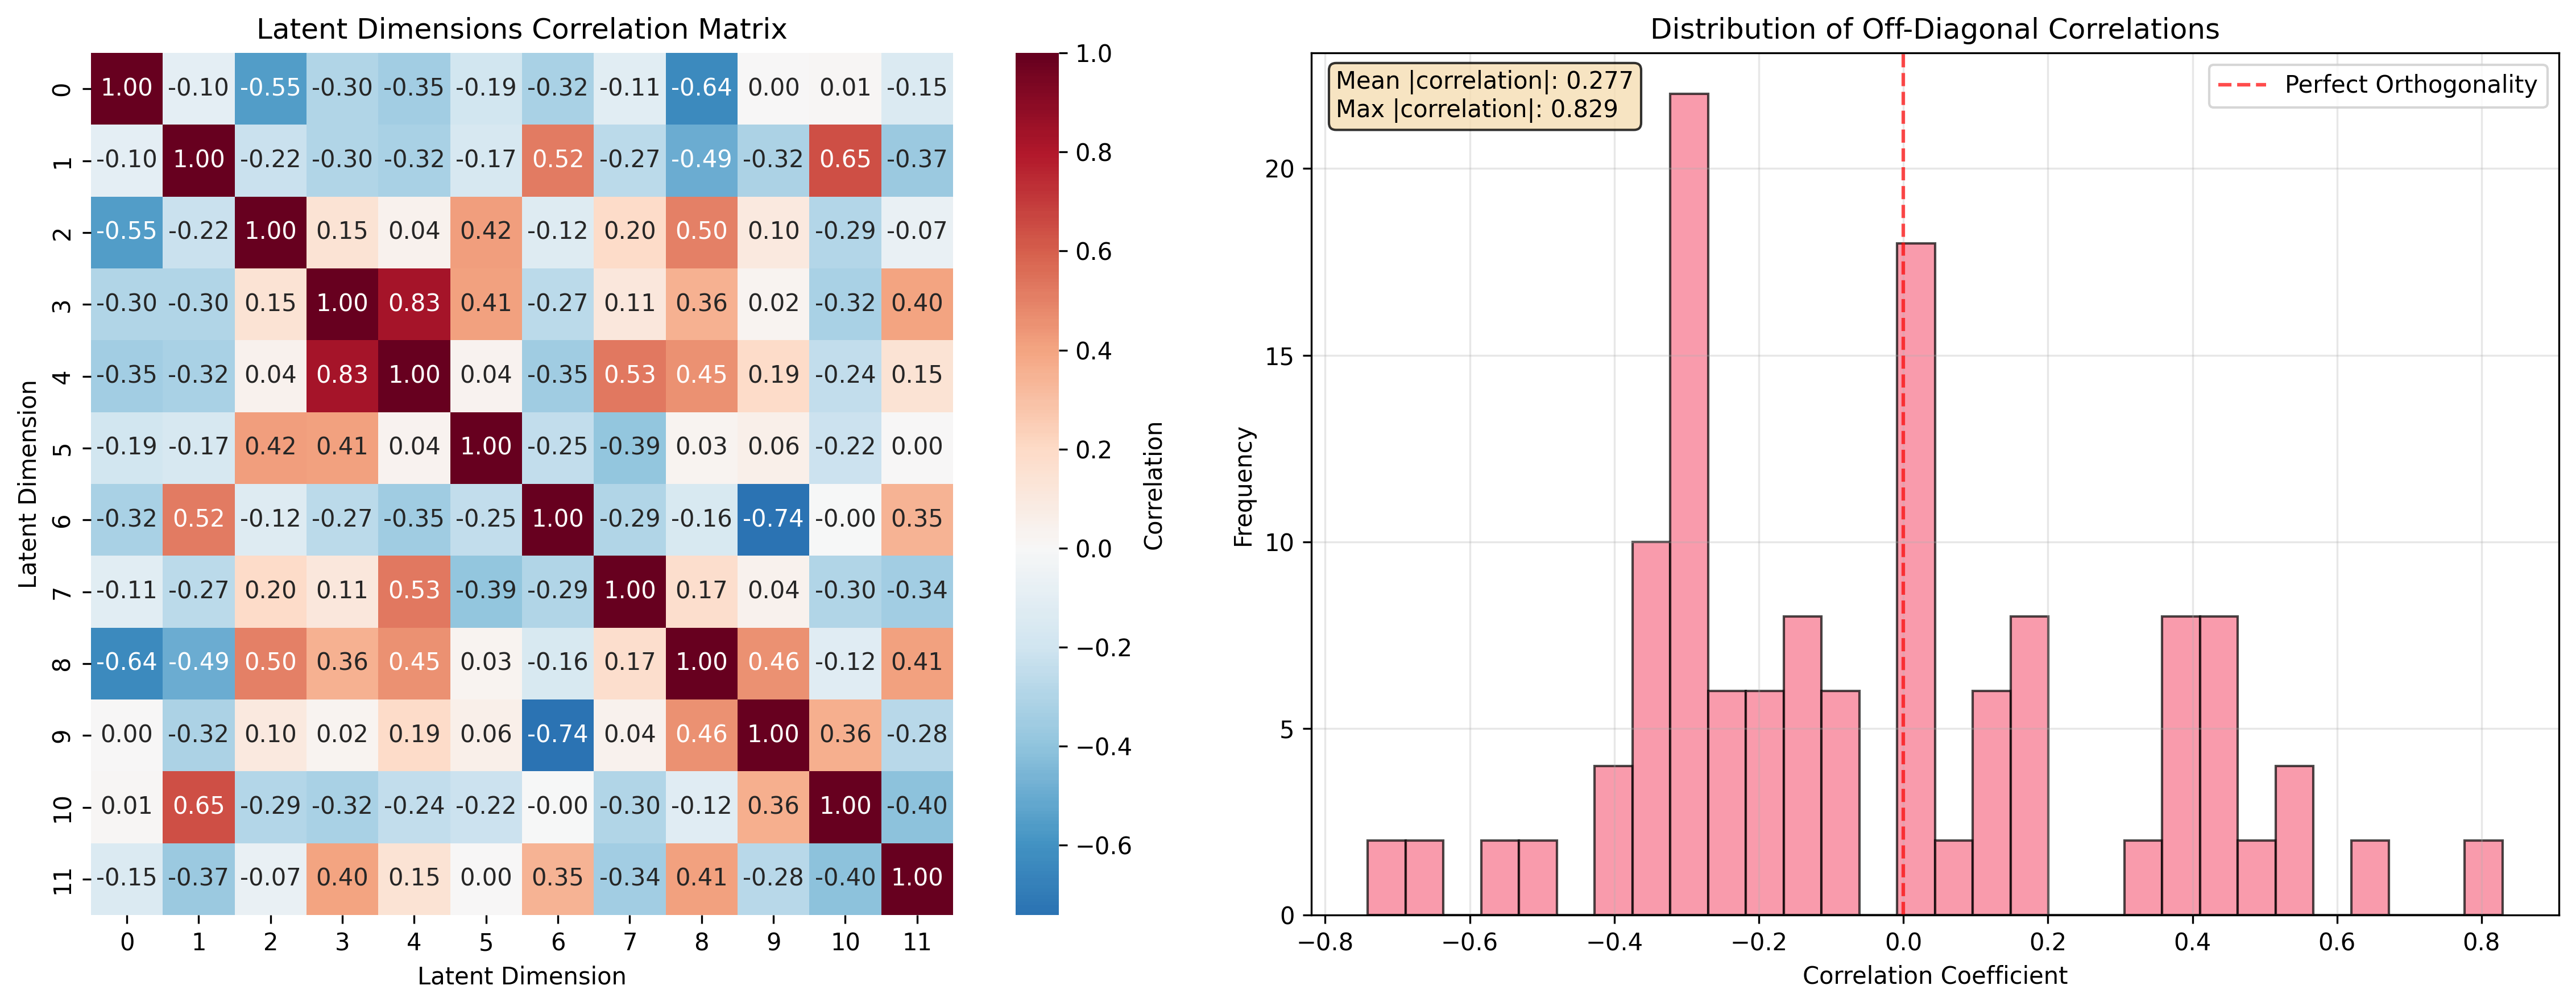 Latent Dimensions Correlation Matrix
0 1.00 -0.10 -0.55 -0.30 -0.35 -0.19 -0.32 -0.11 -0.64 0.00 0.01 -0.15
1 -0.10 1.00 -0.22 -0.30 -0.32 -0.17 0.52 -0.27 -0.49 -0.32 0.65 -0.37
2 -0.55 -0.22 1.00 0.15 0.04 0.42 -0.12 0.20 0.50 0.10 -0.29 -0.07
3 -0.30 -0.30 0.15 1.00 0.83 0.41 -0.27 0.11 0.36 0.02 -0.32 0.40
4 -0.35 -0.32 0.04 0.83 1.00 0.04 -0.35 0.53 0.45 0.19 -0.24 0.15
5 -0.19 -0.17 0.42 0.41 0.04 1.00 -0.25 -0.39 0.03 0.06 -0.22 0.00
6 -0.32 0.52 -0.12 -0.27 -0.35 -0.25 1.00 -0.29 -0.16 -0.74 -0.00 0.35
7 -0.11 -0.27 0.20 0.11 0.53 -0.39 -0.29 1.00 0.17 0.04 -0.30 -0.34
8 -0.64 -0.49 0.50 0.36 0.45 0.03 -0.16 0.17 1.00 0.46 -0.12 0.41
9 0.00 -0.32 0.10 0.02 0.19 0.06 -0.74 0.04 0.46 1.00 0.36 -0.28
10 0.01 0.65 -0.29 -0.32 -0.24 -0.22 -0.00 -0.30 -0.12 0.36 1.00 -0.40
11 -0.15 -0.37 -0.07 0.40 0.15 0.00 0.35 -0.34 0.41 -0.28 -0.40 1.00
0 1 2 3 4 5 6 7 8 9 10 11
Latent Dimension
Latent Dimension
1.0
0.8
0.6
0.4
0.2
0.0
−0.2
−0.4
−0.6
Correlation
Distribution of Off-Diagonal Correlations
Mean |correlation|: 0.277
Max |correlation|: 0.829
Perfect Orthogonality
20
15
10
5
0
Frequency
−0.8 −0.6 −0.4 −0.2 0.0 0.2 0.4 0.6 0.8
Correlation Coefficient